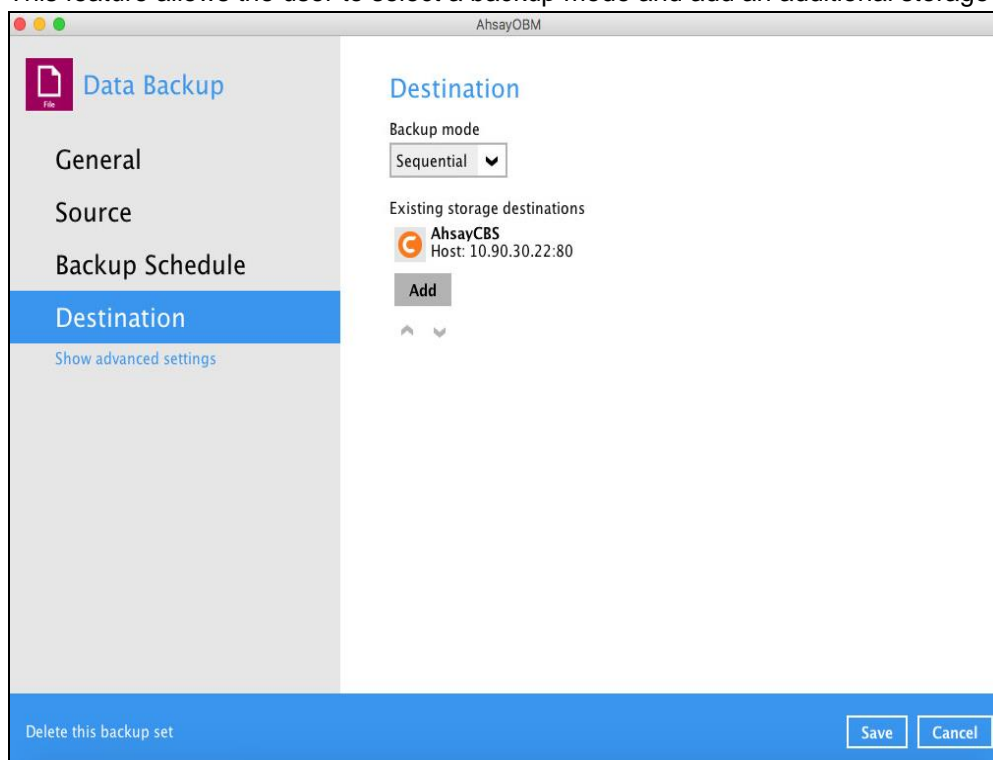 This feature allows the user to select a backup mode and add an additional storage
AhsayOBM
File
Data Backup
General
Source
Backup Schedule
Destination
Show advanced settings
Destination
Backup mode
Sequential
Existing storage destinations
AhsayCBS
Host: 10.90.30.22:80
Add
Delete this backup set
Save
Cancel